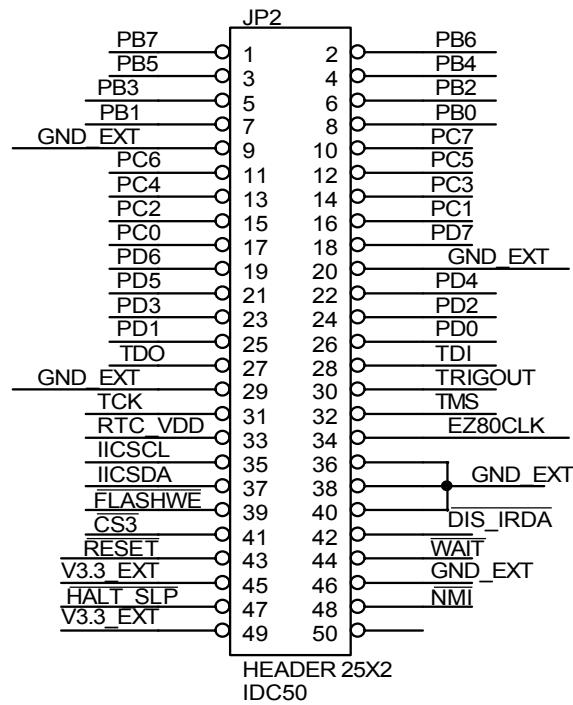 JP2
PB7 1 2 PB6
PB5 3 4 PB4
PB3 5 6 PB2
PB1 7 8 PB0
GND_EXT 9 10 PC7
PC6 11 12 PC5
PC4 13 14 PC3
PC2 15 16 PC1
PC0 17 18 PD7
PD6 19 20 GND_EXT
PD5 21 22 PD4
PD3 23 24 PD2
PD1 25 26 PD0
TDO 27 28 TDI
GND_EXT 29 30 TRIGOUT
TCK 31 32 TMS
RTC_VDD 33 34 EZ80CLK
IICSCL 35 36
IICSDA 37 38 GND_EXT
FLASHWE 39 40
CS3 41 42 DIS_IRDA
RESET 43 44 WAIT
V3.3_EXT 45 46 GND_EXT
HALT_SLP 47 48 NMI
V3.3_EXT 49 50
HEADER 25X2
IDC50